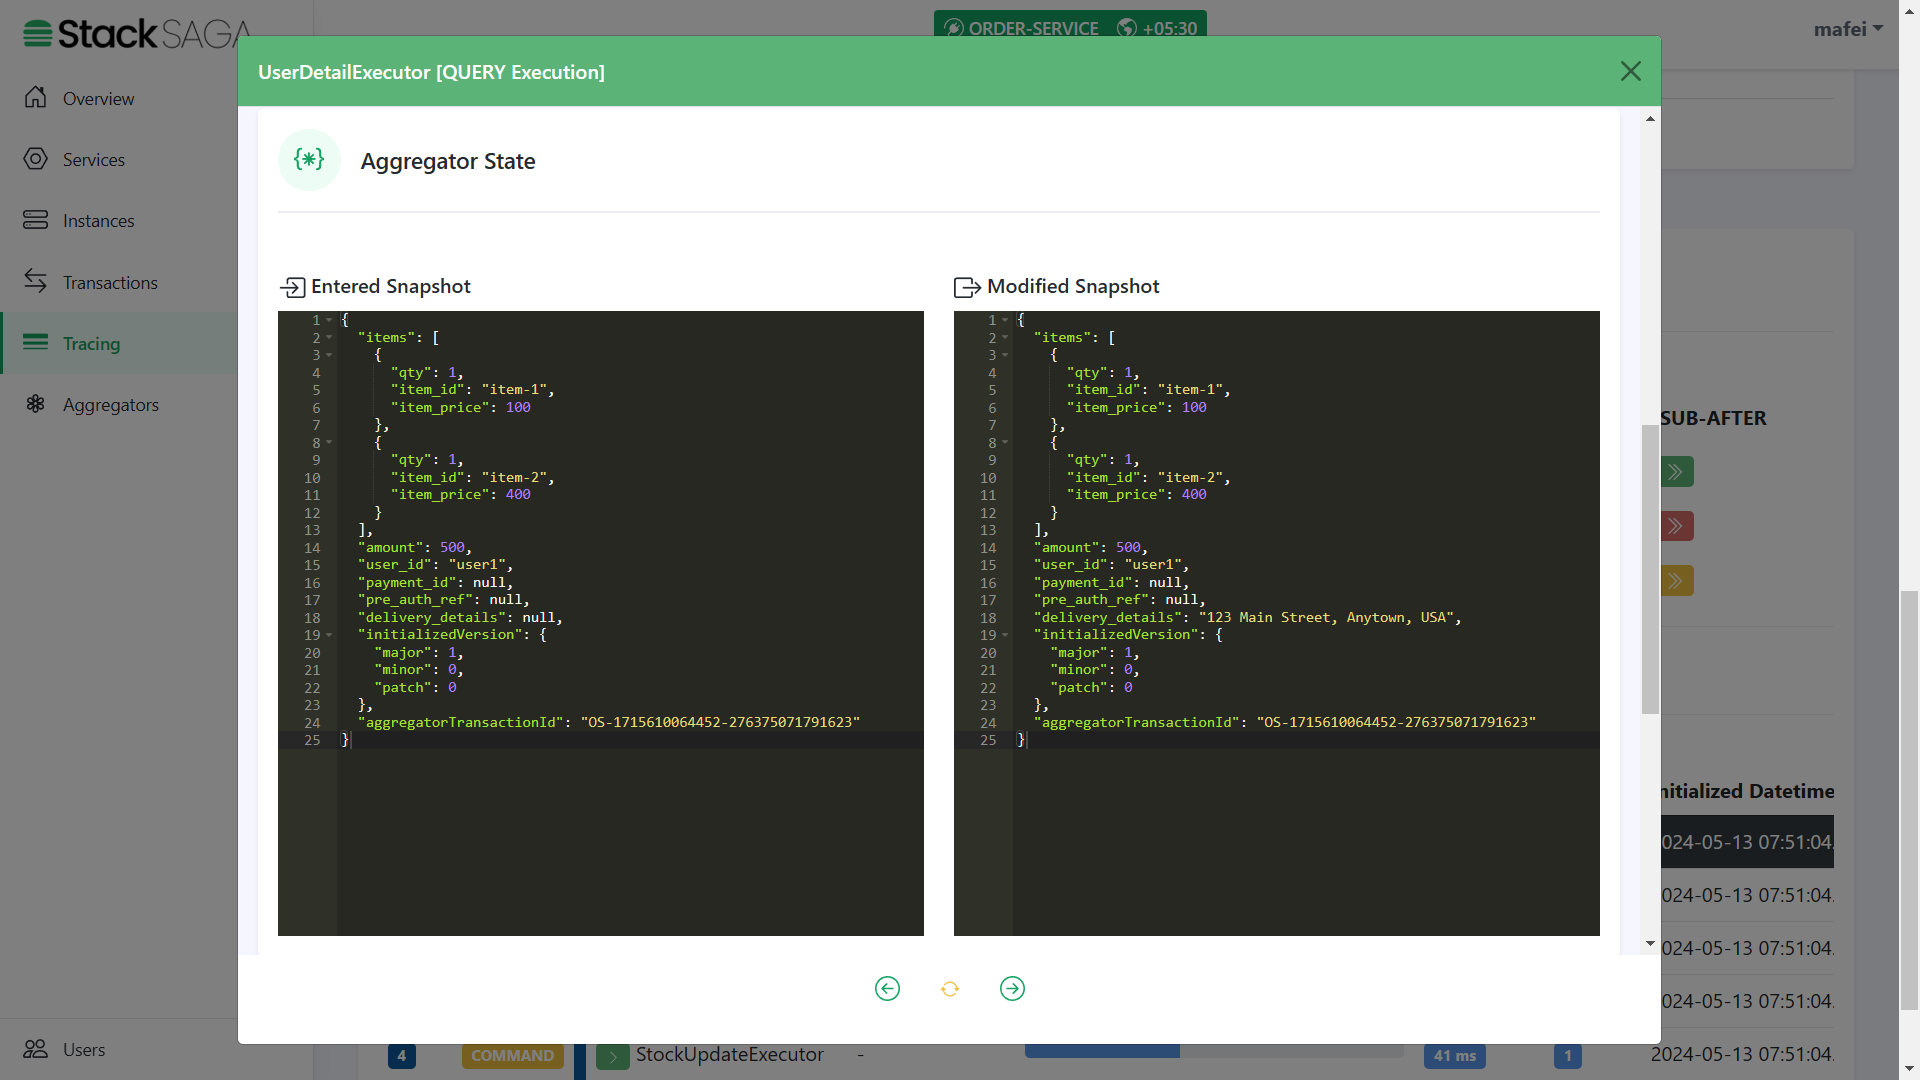 StackSAGA
ORDER-SERVICE +05:30
mafei
Overview
Services
Instances
Transactions
Tracing
Aggregators
Users
UserDetailExecutor [QUERY Execution]
{*} Aggregator State
Entered Snapshot
1 {
2 "items": [
3 {
4 "qty": 1,
5 "item_id": "item-1",
6 "item_price": 100
7 },
8 {
9 "qty": 1,
10 "item_id": "item-2",
11 "item_price": 400
12 }
13 ],
14 "amount": 500,
15 "user_id": "user1",
16 "payment_id": null,
17 "pre_auth_ref": null,
18 "delivery_details": null,
19 "initializedVersion": {
20 "major": 1,
21 "minor": 0,
22 "patch": 0
23 },
24 "aggregatorTransactionId": "OS-1715610064452-276375071791623"
25 }
Modified Snapshot
1 {
2 "items": [
3 {
4 "qty": 1,
5 "item_id": "item-1",
6 "item_price": 100
7 },
8 {
9 "qty": 1,
10 "item_id": "item-2",
11 "item_price": 400
12 }
13 ],
14 "amount": 500,
15 "user_id": "user1",
16 "payment_id": null,
17 "pre_auth_ref": null,
18 "delivery_details": "123 Main Street, Anytown, USA",
19 "initializedVersion": {
20 "major": 1,
21 "minor": 0,
22 "patch": 0
23 },
24 "aggregatorTransactionId": "OS-1715610064452-276375071791623"
25 }
SUB-AFTER
nitialized Datetime
024-05-13 07:51:04.
024-05-13 07:51:04.
024-05-13 07:51:04.
024-05-13 07:51:04.
4 COMMAND StockUpdateExecutor - 41 ms 1 2024-05-13 07:51:04.